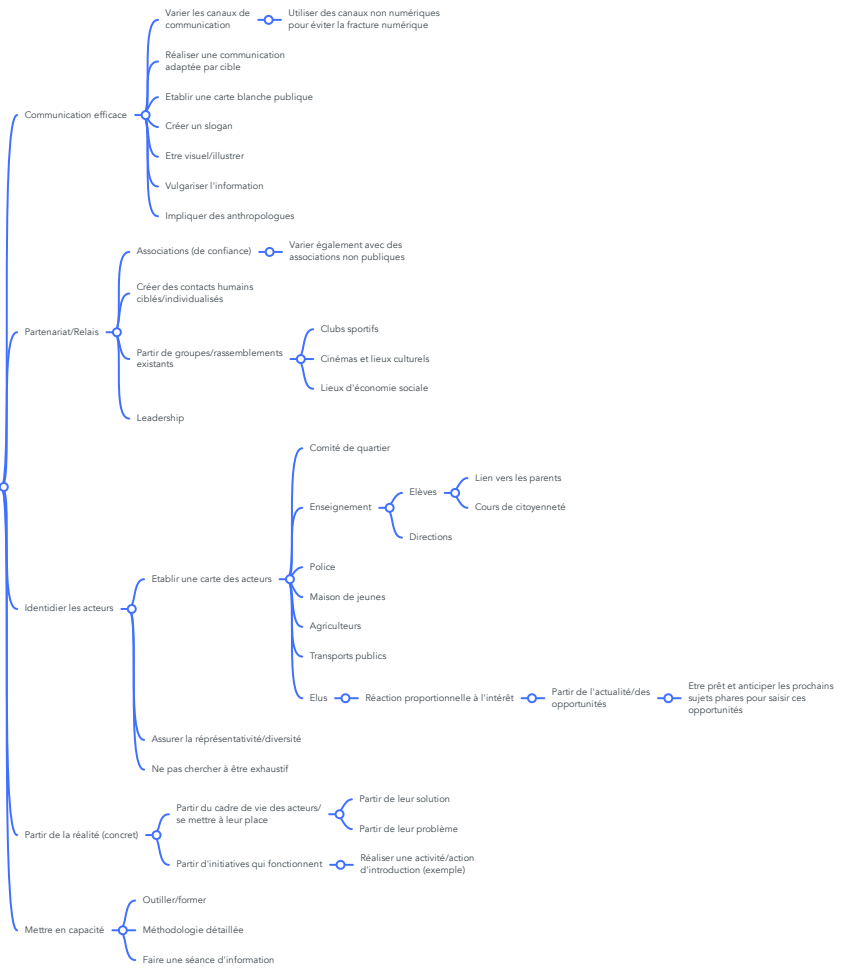 Varier les canaux de
communication
Utiliser des canaux non numériques
pour éviter la fracture numérique
Réaliser une communication
adaptée par cible
Etablir une carte blanche publique
Communication efficace
Créer un slogan
Etre visuel/illustrer
Vulgariser l'information
Impliquer des anthropologues
Associations (de confiance)
Varier également avec des
associations non publiques
Créer des contacts humains
ciblés/individualisés
Partenariat/Relais
Partir de groupes/rassemblements
existants
Clubs sportifs
Cinémas et lieux culturels
Lieux d'économie sociale
Leadership
Comité de quartier
Enseignement
Elèves
Lien vers les parents
Cours de citoyenneté
Directions
Etablir une carte des acteurs
Police
Maison de jeunes
Identidier les acteurs
Agriculteurs
Transports publics
Elus
Réaction proportionnelle à l'intérêt
Partir de l'actualité/des
opportunités
Etre prêt et anticiper les prochains
sujets phares pour saisir ces
opportunités
Assurer la réprésentativité/diversité
Ne pas chercher à être exhaustif
Partir du cadre de vie des acteurs/
se mettre à leur place
Partir de leur solution
Partir de leur problème
Partir de la réalité (concret)
Partir d'initiatives qui fonctionnent
Réaliser une activité/action
d'introduction (exemple)
Outiller/former
Mettre en capacité
Méthodologie détaillée
Faire une séance d'information